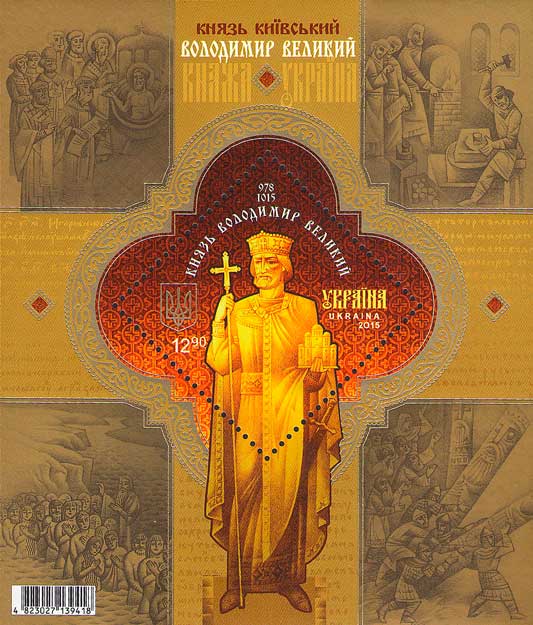 КНЯЗЬ КИЇВСЬКИЙ
ВОЛОДИМИР ВЕЛИКИЙ
КНЯЖА УКРАЇНА
978
1015
КНЯЗЬ ВОЛОДИМИР ВЕЛИКИЙ
УКРАЇНА
UKRAINA
2015
12.90
4 823027 139418